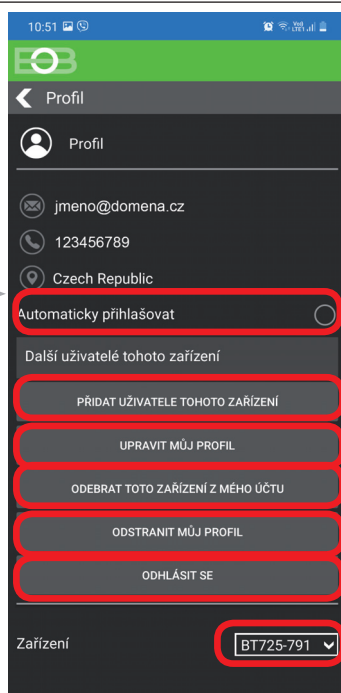 10:51
EOB
Profil
Profil
jmeno@domena.cz
123456789
Czech Republic
Automaticky přihlašovat
Další uživatelé tohoto zařízení
PŘIDAT UŽIVATELE TOHOTO ZAŘÍZENÍ
UPRAVIT MŮJ PROFIL
ODEBRAT TOTO ZAŘÍZENÍ Z MÉHO ÚČTU
ODSTRANIT MŮJ PROFIL
ODHLÁSIT SE
Zařízení BT725-791